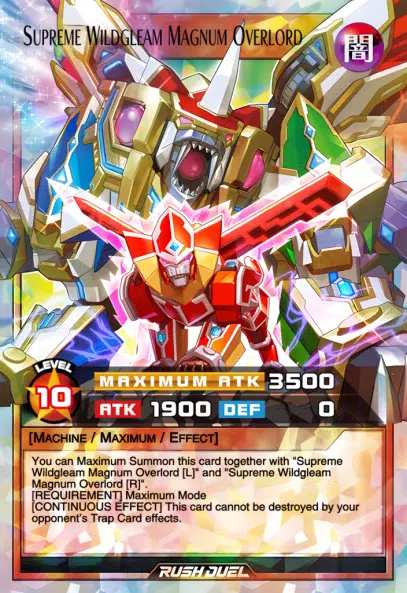 Supreme Wildgleam Magnum Overlord
闇
LEVEL
10
MAXIMUM ATK 3500
ATK 1900 DEF 0
[Machine / Maximum / Effect]
You can Maximum Summon this card together with "Supreme
Wildgleam Magnum Overlord [L]" and "Supreme Wildgleam
Magnum Overlord [R]".
[REQUIREMENT] Maximum Mode
[CONTINUOUS EFFECT] This card cannot be destroyed by your
opponent's Trap Card effects.
RUSH DUEL